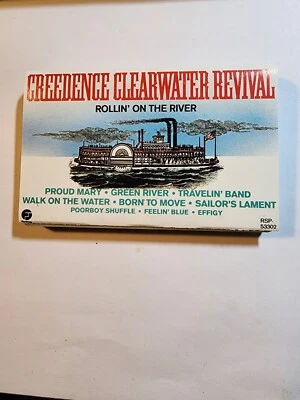 CREEDENCE CLEARWATER REVIVAL
ROLLIN' ON THE RIVER
PROUD MARY • GREEN RIVER • TRAVELIN' BAND
WALK ON THE WATER • BORN TO MOVE • SAILOR'S LAMENT
POORBOY SHUFFLE • FEELIN' BLUE • EFFIGY
RSP-
53302